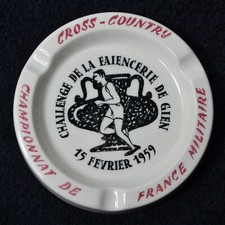 CROSS-COUNTRY
CHAMPIONNAT DE FRANCE MILITAIRE
CHALLENGE DE LA FAIENCERIE DE GIEN
15 FEVRIER 1959